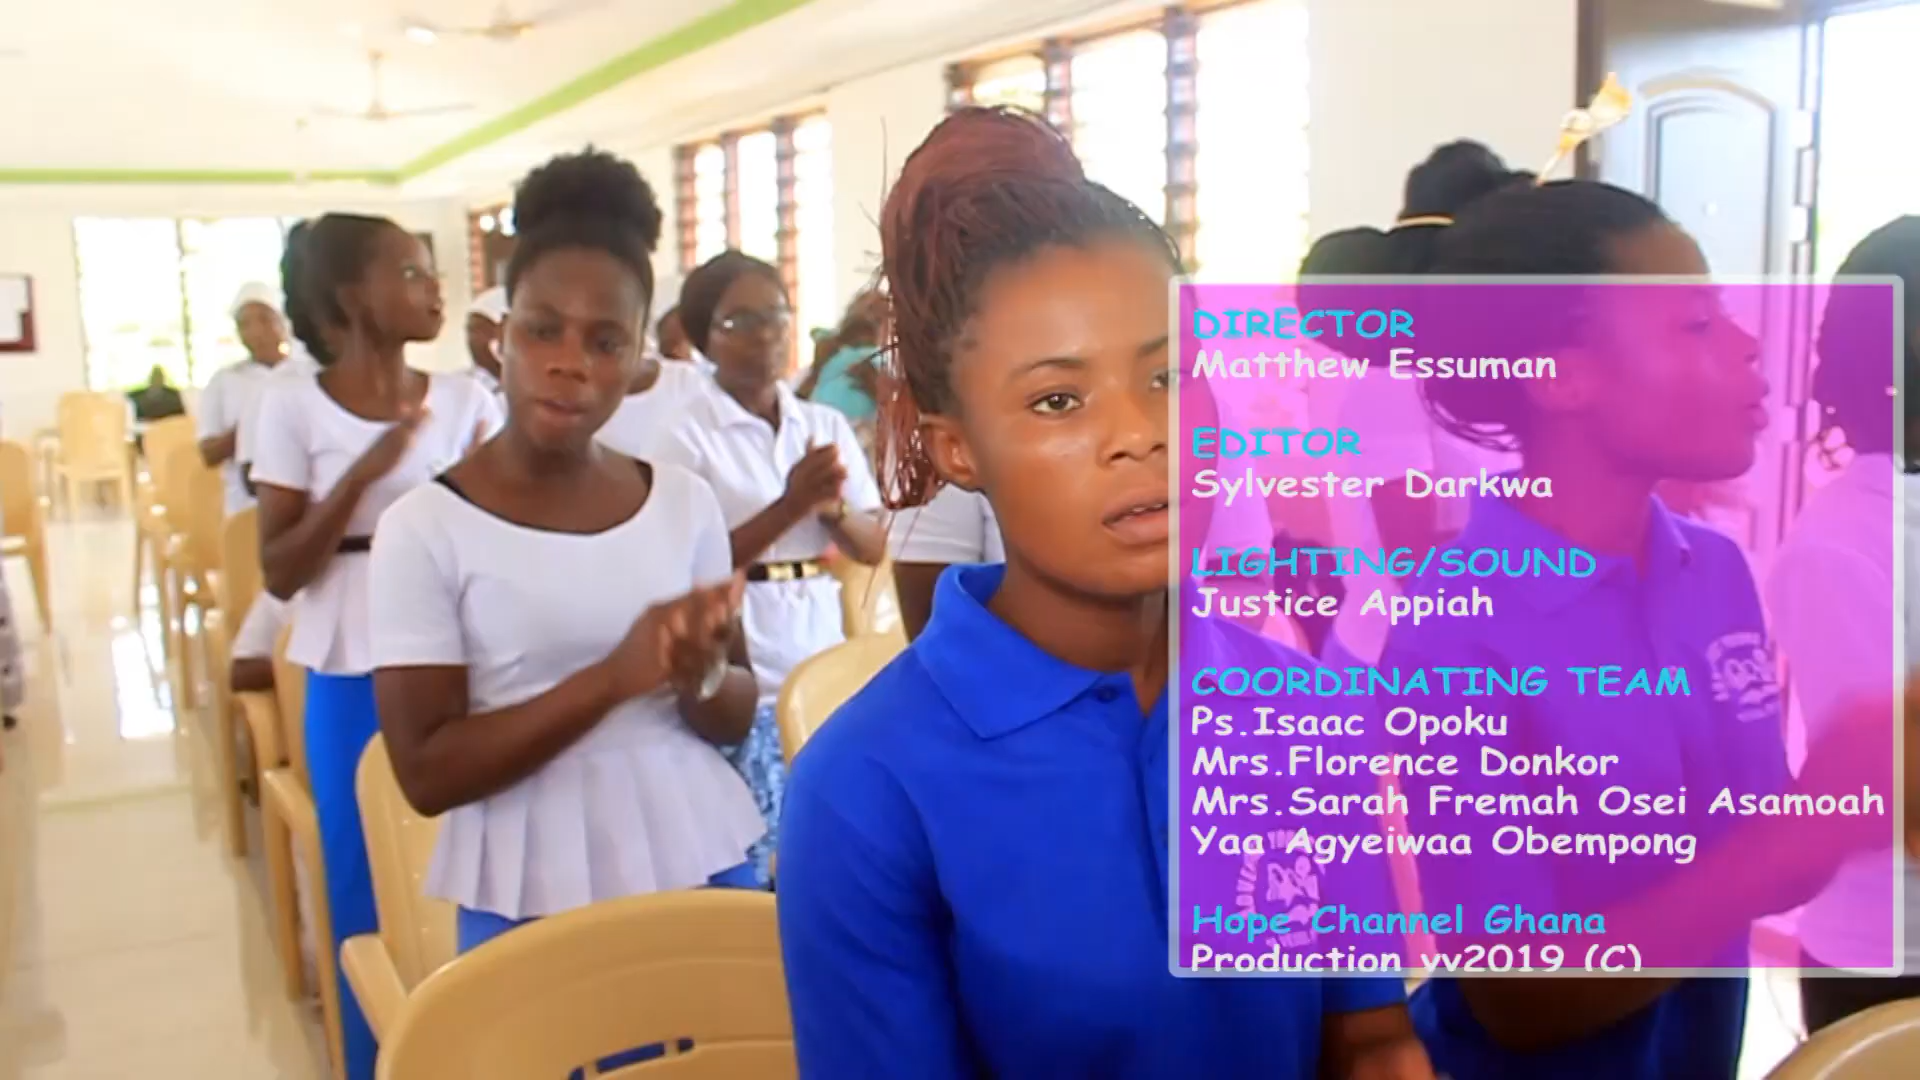 DIRECTOR
Matthew Essuman
EDITOR
Sylvester Darkwa
LIGHTING/SOUND
Justice Appiah
COORDINATING TEAM
Ps.Isaac Opoku
Mrs.Florence Donkor
Mrs.Sarah Fremah Osei Asamoah
Yaa Agyeiwaa Obempong
Hope Channel Ghana
Production yy2019 (C)